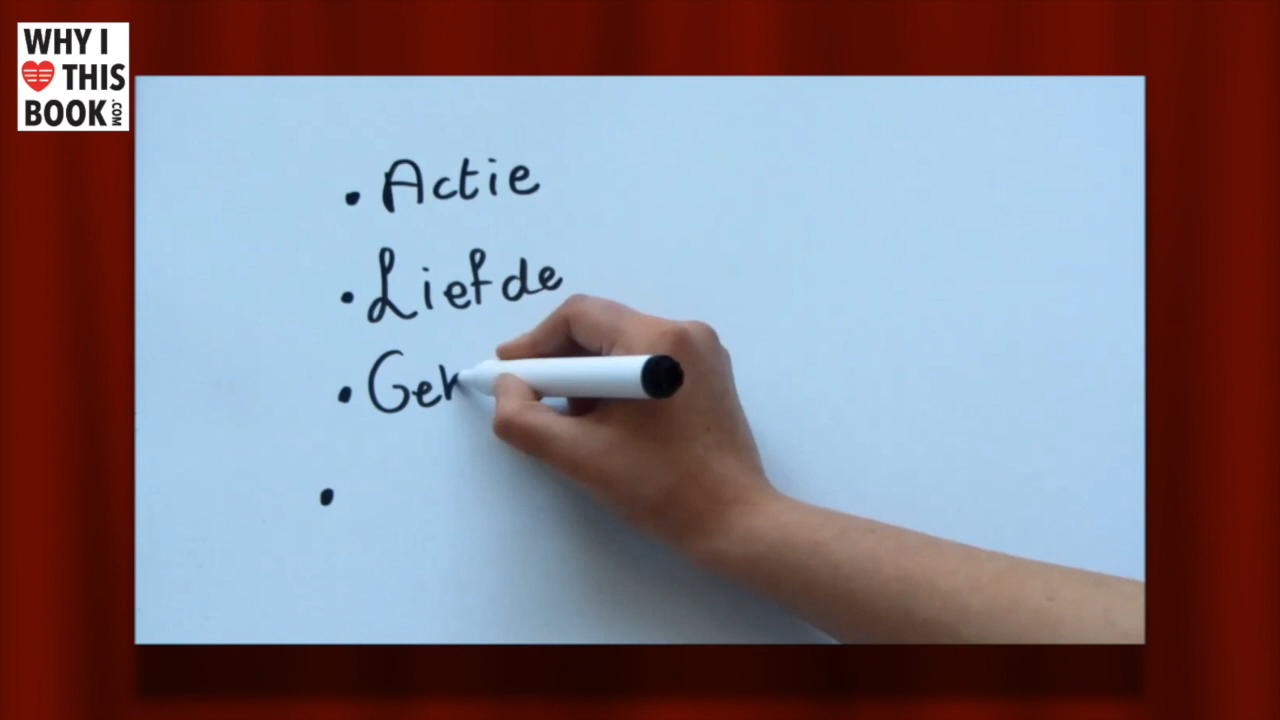 WHY I
THIS
BOOK
.COM
• Actie
• Liefde
•
•